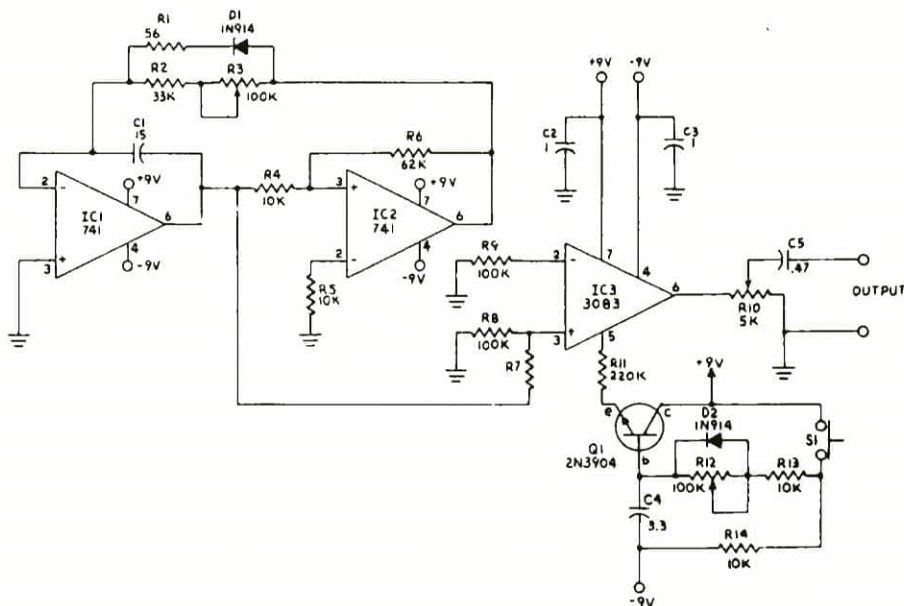 R1
56
D1
1N914
R2
33K
R3
100K
C1
15
2
-
+9V
7
IC1
741
6
4
-9V
+
3
R4
10K
R6
62K
3
+
+9V
7
IC2
741
6
2
-
4
-9V
R5
10K
+9V
-9V
C2
1
C3
1
R9
100K
2
-
7
4
IC3
3083
6
R8
100K
+
3
5
R7
R10
5K
C5
.47
OUTPUT
R11
220K
+9V
e
C
Q1
2N3904
b
D2
1N914
S1
R12
100K
R13
10K
C4
3.3
R14
10K
-9V